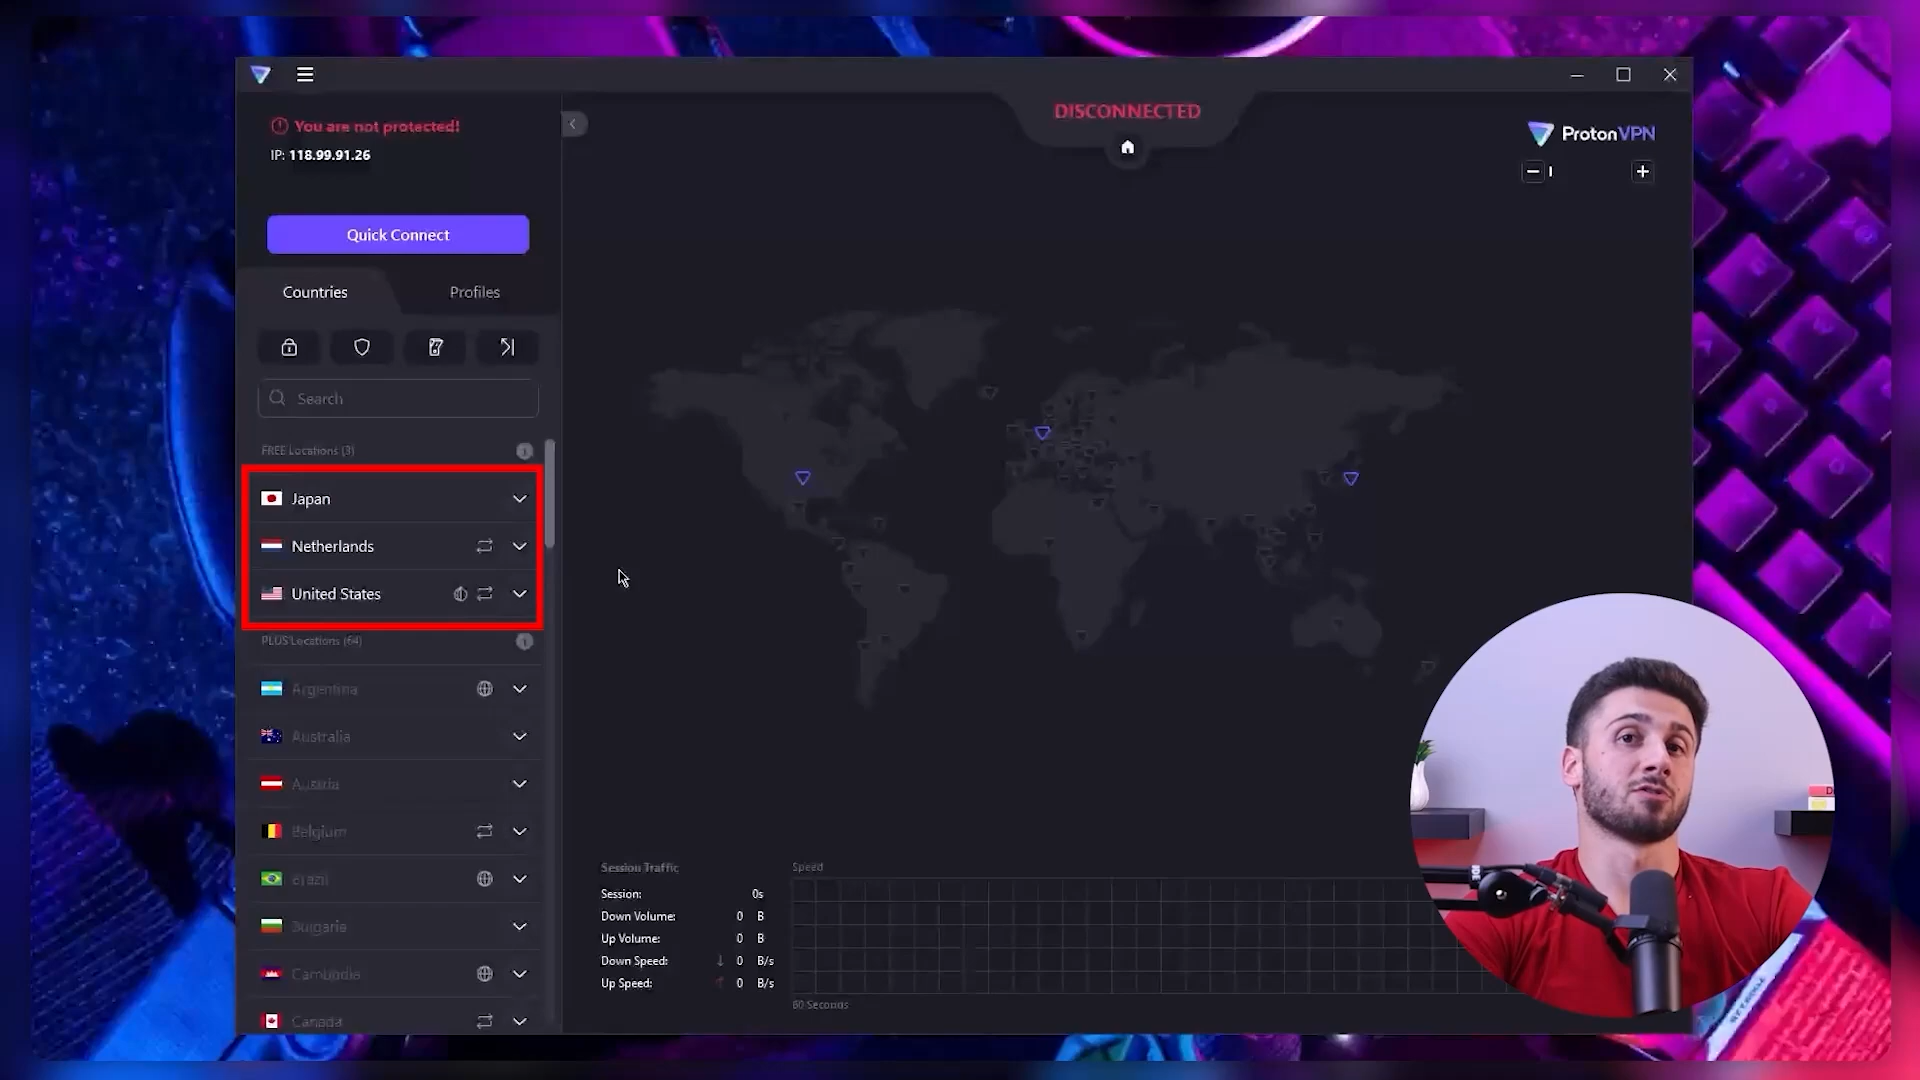 DISCONNECTED
You are not protected!
IP: 118.99.91.26
ProtonVPN
Quick Connect
Countries
Profiles
Search
FREE Locations (3)
Japan
Netherlands
United States
PLUS Locations (64)
Argentina
Australia
Austria
Belgium
Brazil
Bulgaria
Cambodia
Canada
Session Traffic
Speed
Session: 0s
Down Volume: 0 B
Up Volume: 0 B
Down Speed: 0 B/s
Up Speed: 0 B/s
60 Seconds